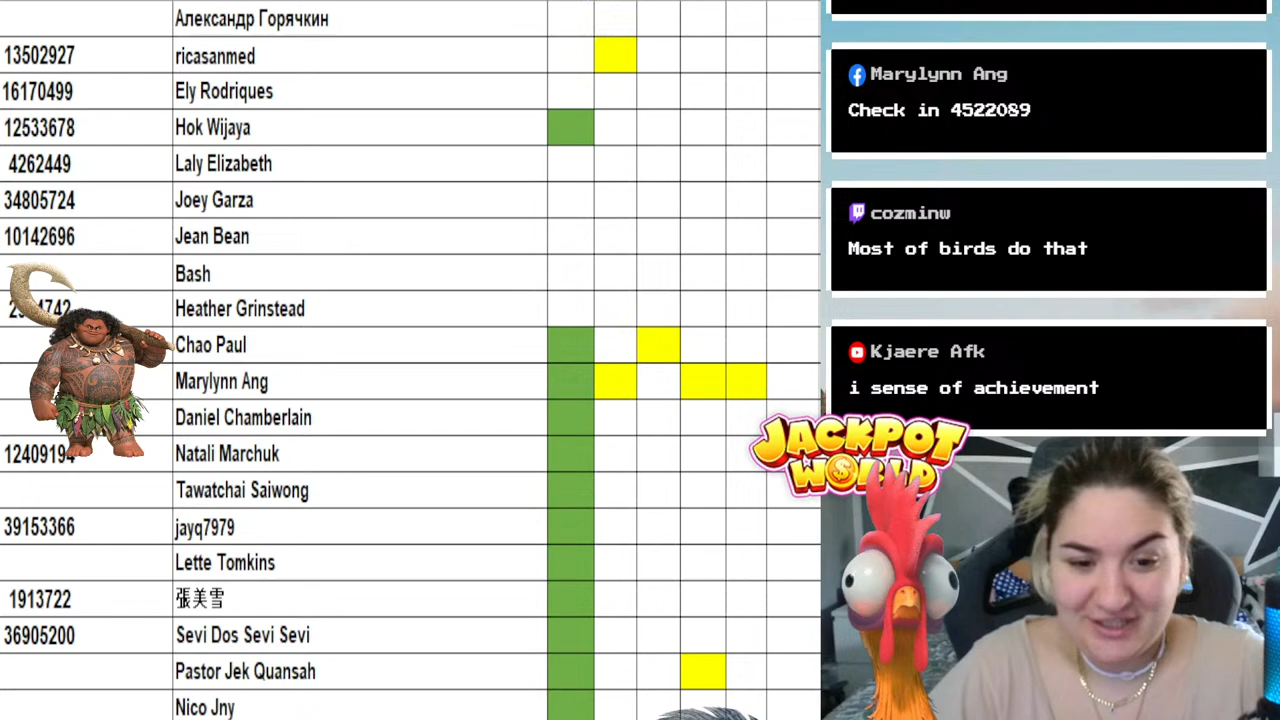 Александр Горячкин
13502927 ricasanmed
16170499 Ely Rodriques
12533678 Hok Wijaya
4262449 Laly Elizabeth
34805724 Joey Garza
10142696 Jean Bean
Bash
Heather Grinstead
Chao Paul
Marylynn Ang
Daniel Chamberlain
12409194 Natali Marchuk
Tawatchai Saiwong
39153366 jayq7979
Lette Tomkins
1913722 張美雪
36905200 Sevi Dos Sevi Sevi
Pastor Jek Quansah
Nico Jny
Marylynn Ang
Check in 4522089
cozminw
Most of birds do that
Kjaere Afk
i sense of achievement
JACKPOT
WORLD